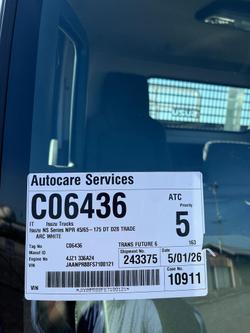 Autocare Services
C06436
ATC
Priority
5
163
IT
Isuzu Trucks
Isuzu NS Series NPR 45/65-175 DT D28 TRADE
ARC WHITE
Tag No C06436 TRANS FUTURE 6
Manuf ID Shipment No. Date
Engine No 4JZ1 336A24 243375 5/01/26
VIN JAANPR88FS7100121 Case No.
10911